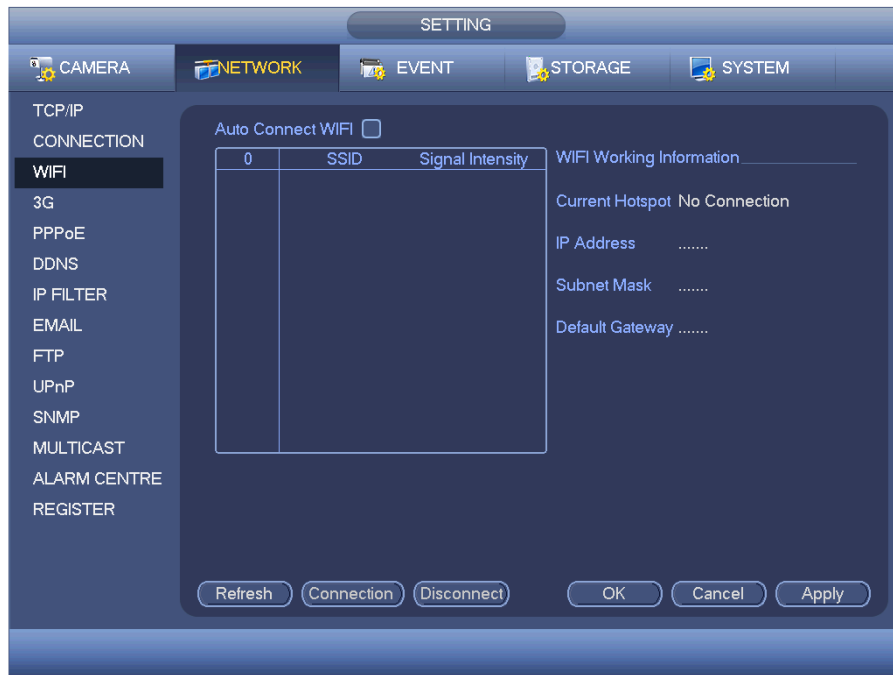 SETTING
CAMERA NETWORK EVENT STORAGE SYSTEM
TCP/IP
CONNECTION
WIFI
3G
PPPoE
DDNS
IP FILTER
EMAIL
FTP
UPnP
SNMP
MULTICAST
ALARM CENTRE
REGISTER
Auto Connect WIFI
0 SSID Signal Intensity
WIFI Working Information
Current Hotspot No Connection
IP Address .......
Subnet Mask .......
Default Gateway .......
Refresh Connection Disconnect OK Cancel Apply